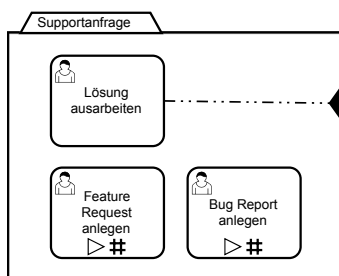 Supportanfrage
Lösung
ausarbeiten
Feature
Request
anlegen
Bug Report
anlegen